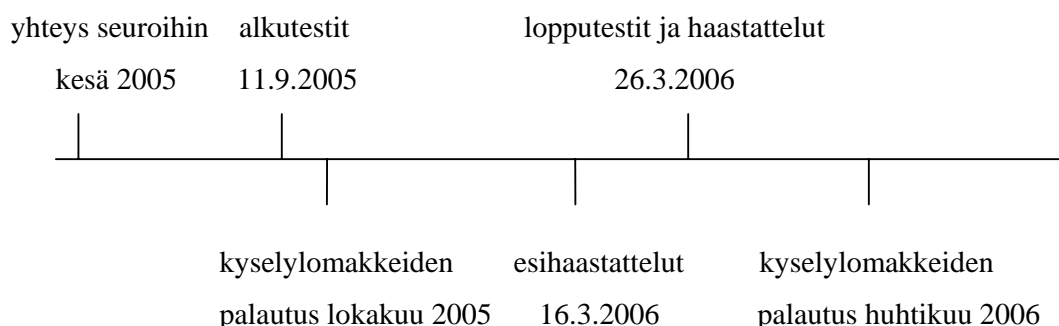 yhteys seuroihin alkutestit lopputestit ja haastattelut
kesä 2005 11.9.2005 26.3.2006
kyselylomakkeiden esihaastattelut kyselylomakkeiden
palautus lokakuu 2005 16.3.2006 palautus huhtikuu 2006